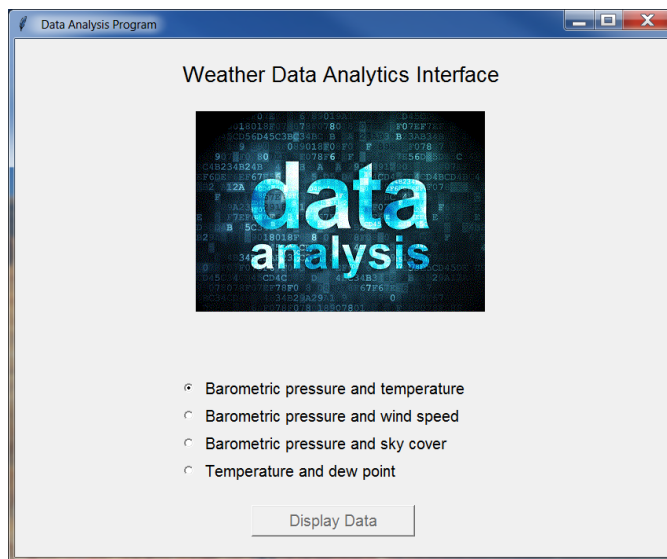 Data Analysis Program
Weather Data Analytics Interface
data
analysis
Barometric pressure and temperature
Barometric pressure and wind speed
Barometric pressure and sky cover
Temperature and dew point
Display Data